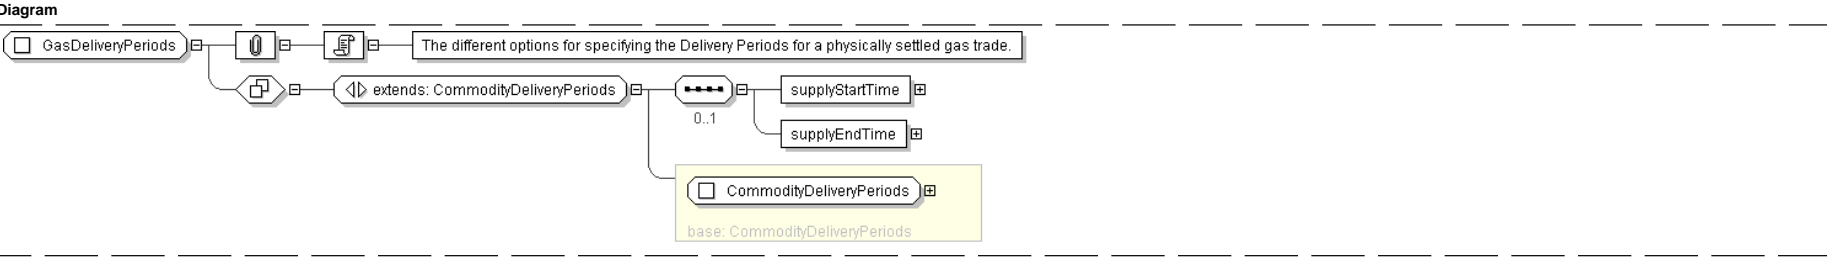 Diagram
GasDeliveryPeriods
The different options for specifying the Delivery Periods for a physically settled gas trade.
extends: CommodityDeliveryPeriods
supplyStartTime
0..1
supplyEndTime
CommodityDeliveryPeriods
base: CommodityDeliveryPeriods